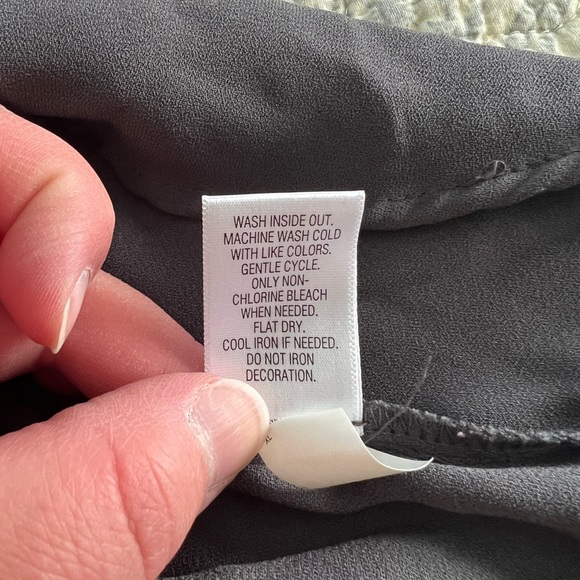 WASH INSIDE OUT.
MACHINE WASH COLD
WITH LIKE COLORS.
GENTLE CYCLE.
ONLY NON-
CHLORINE BLEACH
WHEN NEEDED.
FLAT DRY.
COOL IRON IF NEEDED.
DO NOT IRON
DECORATION.
XL